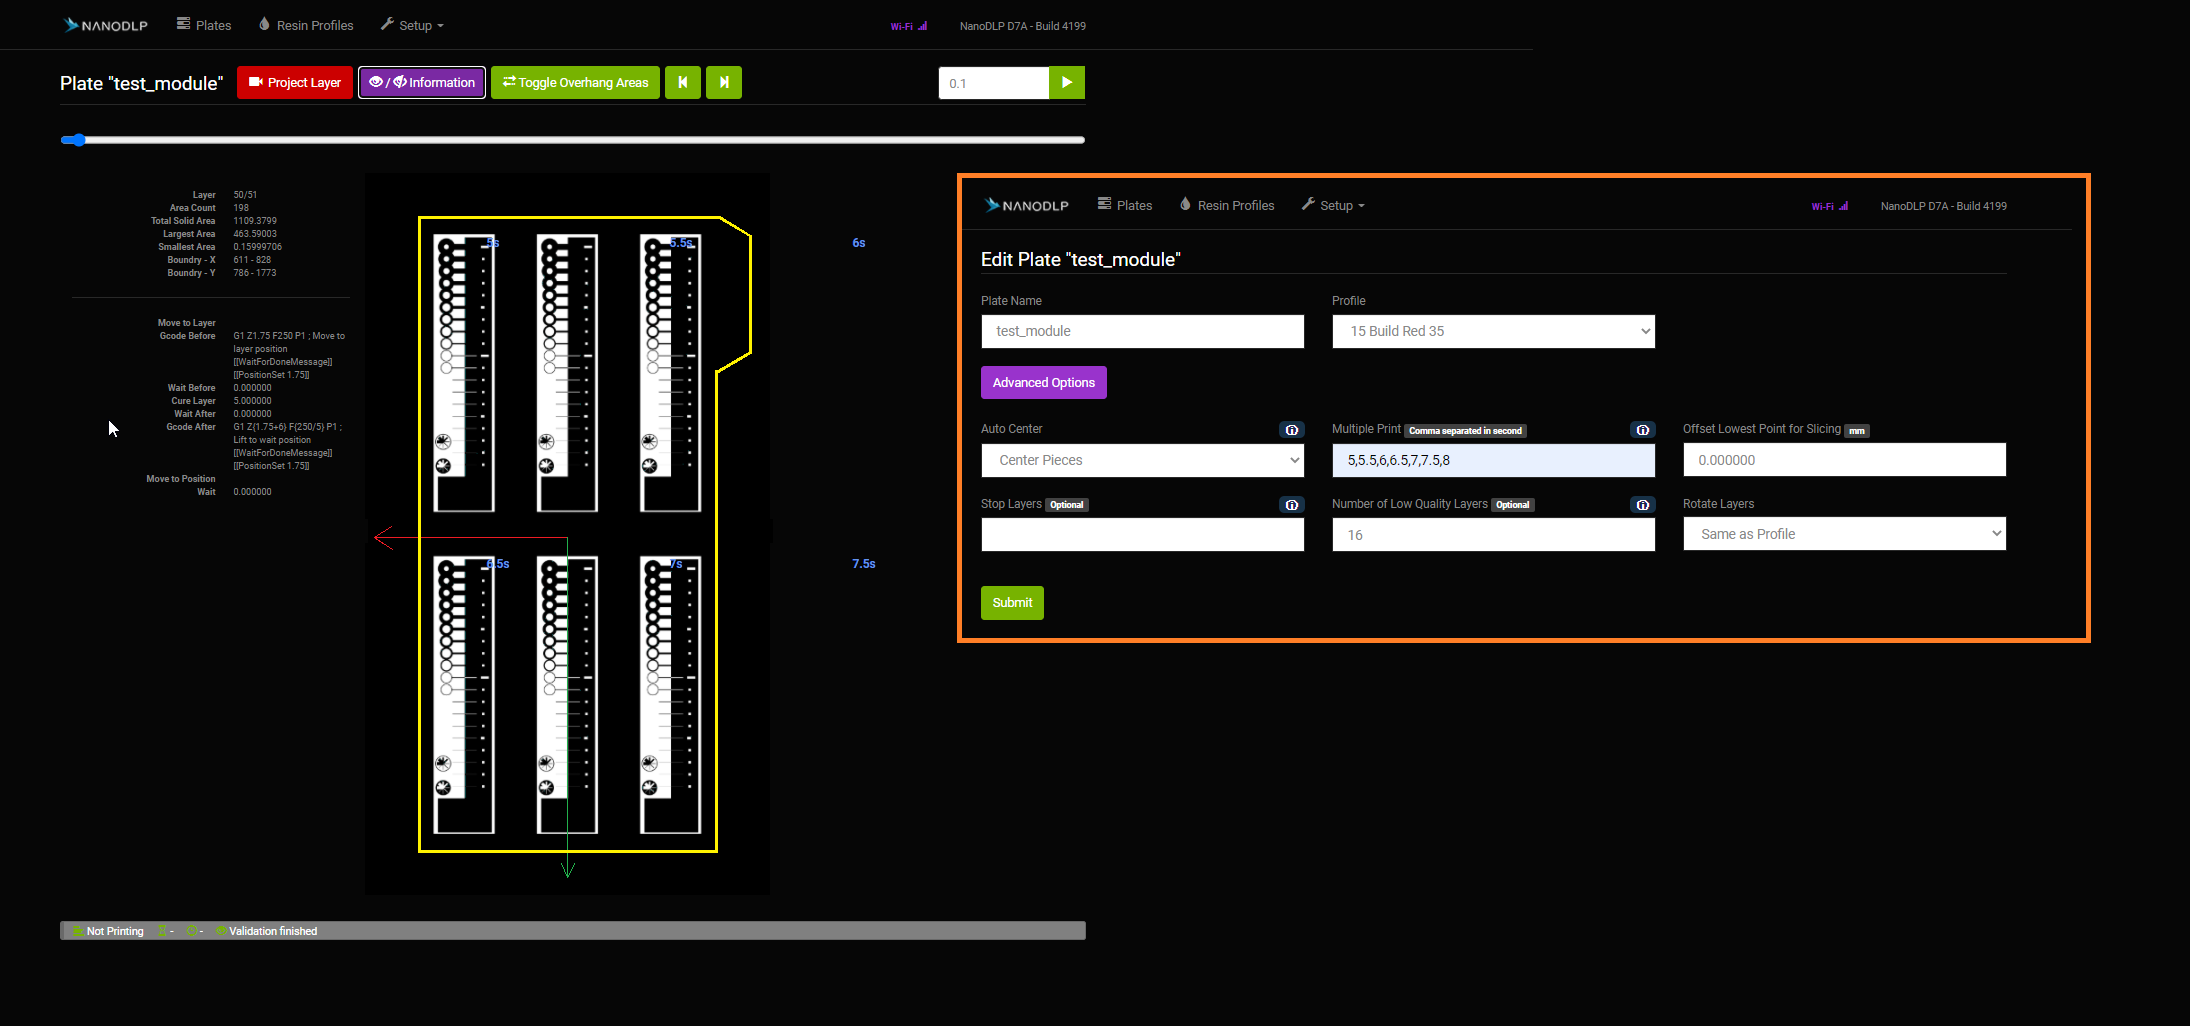 NANODLP Plates Resin Profiles Setup Wi-Fi NanoDLP D7A - Build 4199
Plate "test_module" Project Layer / Information Toggle Overhang Areas 0.1
Layer 50/51
Area Count 198
Total Solid Area 1109.3799
Largest Area 463.59003
Smallest Area 0.15999706
Boundry - X 611 - 828
Boundry - Y 786 - 1773
Move to Layer
Gcode Before G1 Z1.75 F250 P1 ; Move to
layer position
[[WaitForDoneMessage]]
[[PositionSet 1.75]]
Wait Before 0.000000
Cure Layer 5.000000
Wait After 0.000000
Gcode After G1 Z{1.75+6} F{250/5} P1 ;
Lift to wait position
[[WaitForDoneMessage]]
[[PositionSet 1.75]]
Move to Position
Wait 0.000000
5s 5.5s 6s
6.5s 7s 7.5s
NANODLP Plates Resin Profiles Setup Wi-Fi NanoDLP D7A - Build 4199
Edit Plate "test_module"
Plate Name Profile
test_module 15 Build Red 35
Advanced Options
Auto Center Multiple Print Comma separated in second Offset Lowest Point for Slicing mm
Center Pieces 5,5.5,6,6.5,7,7.5,8 0.000000
Stop Layers Optional Number of Low Quality Layers Optional Rotate Layers
16 Same as Profile
Submit
Not Printing - - Validation finished